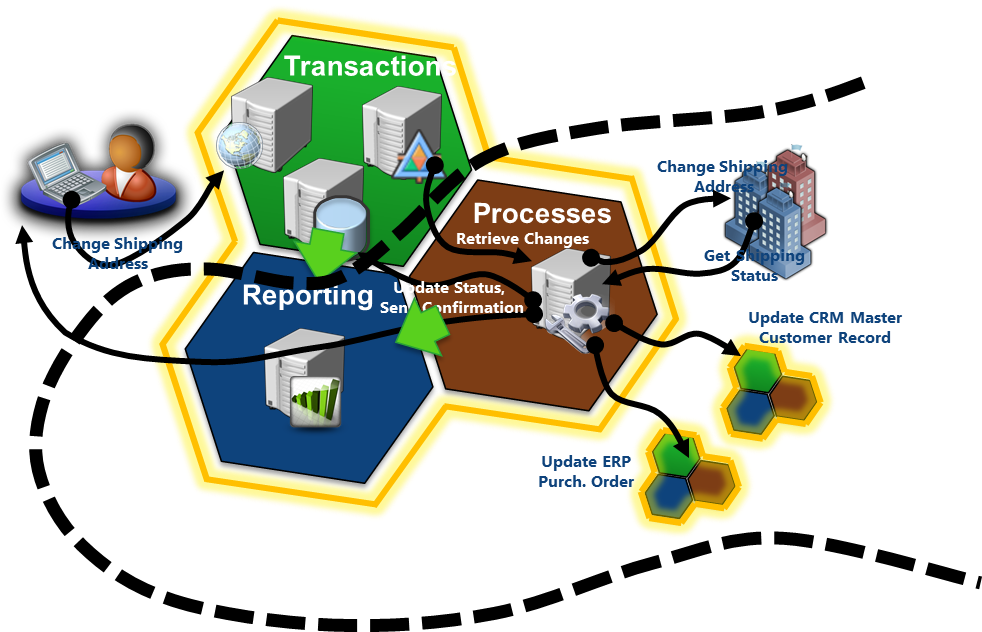 Transactions
Change Shipping
Address
Processes
Retrieve Changes
Change Shipping
Address
Get Shipping
Status
Reporting
Update Status,
Send Confirmation
Update CRM Master
Customer Record
Update ERP
Purch. Order